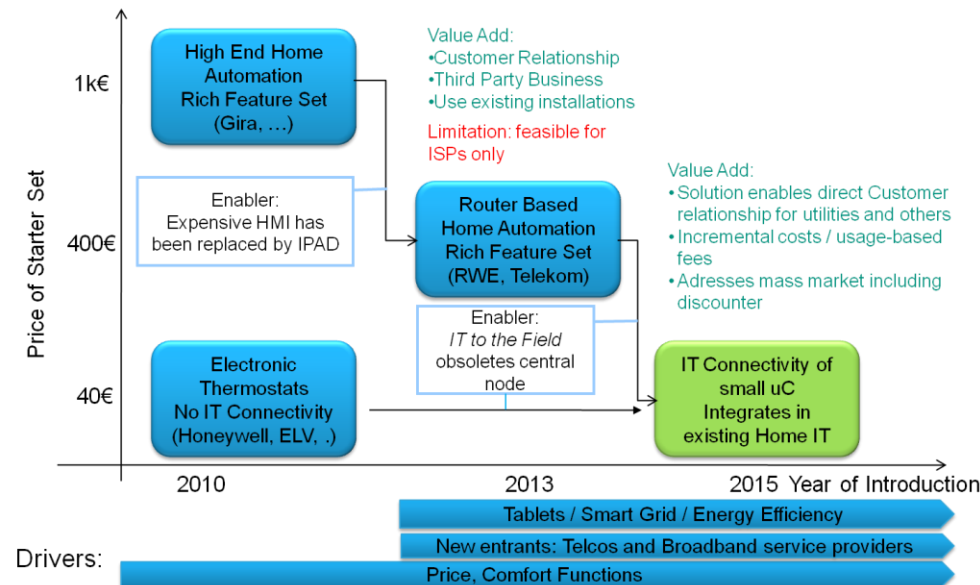 Price of Starter Set
1k€
400€
40€
High End Home
Automation
Rich Feature Set
(Gira, …)
Value Add:
•Customer Relationship
•Third Party Business
•Use existing installations
Limitation: feasible for
ISPs only
Enabler:
Expensive HMI has
been replaced by IPAD
Router Based
Home Automation
Rich Feature Set
(RWE, Telekom)
Value Add:
•Solution enables direct Customer
relationship for utilities and others
•Incremental costs / usage-based
fees
•Adresses mass market including
discounter
Enabler:
IT to the Field
obsoletes central
node
Electronic
Thermostats
No IT Connectivity
(Honeywell, ELV, .)
IT Connectivity of
small uC
Integrates in
existing Home IT
2010
2013
2015
Year of Introduction
Drivers:
Tablets / Smart Grid / Energy Efficiency
New entrants: Telcos and Broadband service providers
Price, Comfort Functions